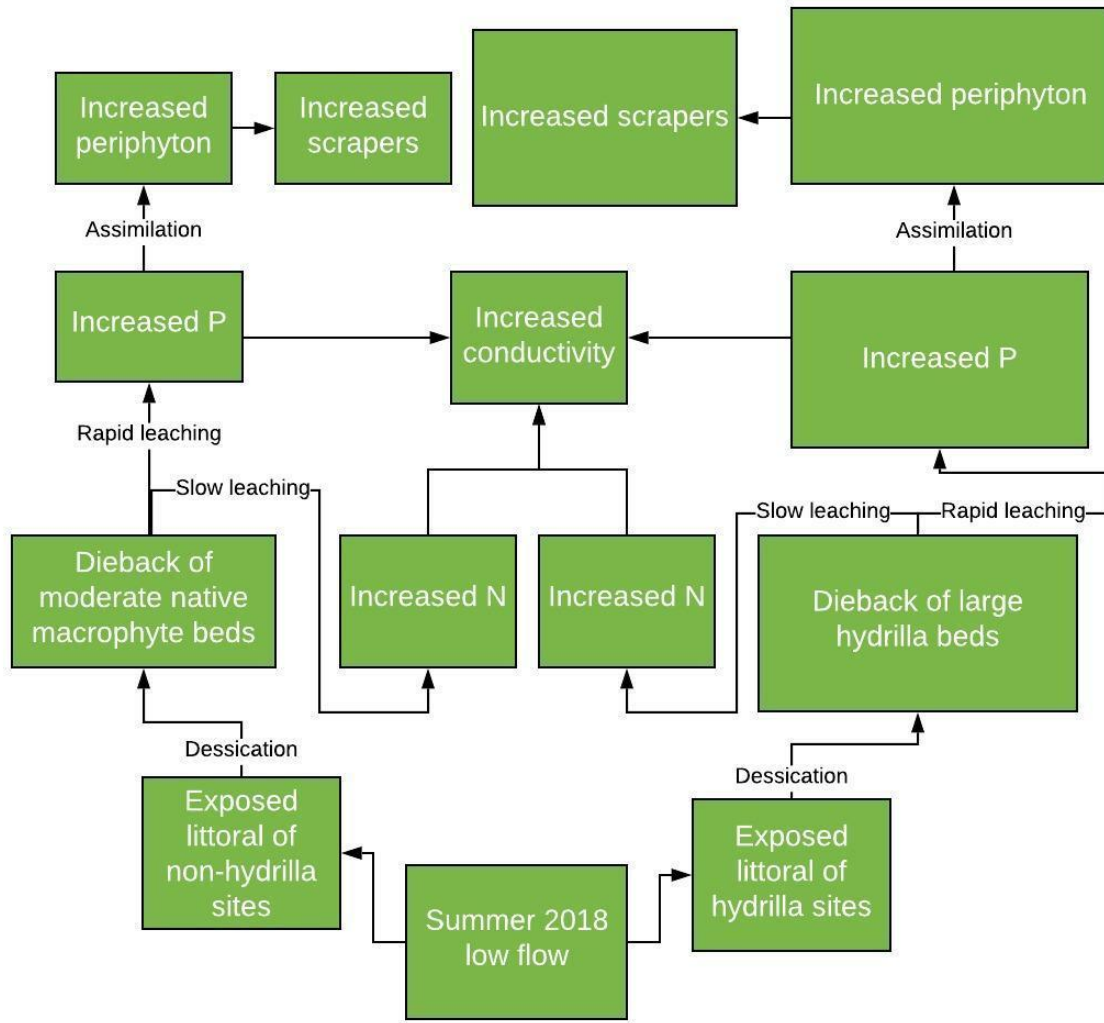 Increased
periphyton
Increased
scrapers
Increased scrapers
Increased periphyton
Assimilation
Assimilation
Increased P
Increased
conductivity
Increased P
Rapid leaching
Slow leaching
Slow leaching
Rapid leaching
Dieback of
moderate native
macrophyte beds
Increased N
Increased N
Dieback of large
hydrilla beds
Dessication
Dessication
Exposed
littoral of
non-hydrilla
sites
Summer 2018
low flow
Exposed
littoral of
hydrilla sites